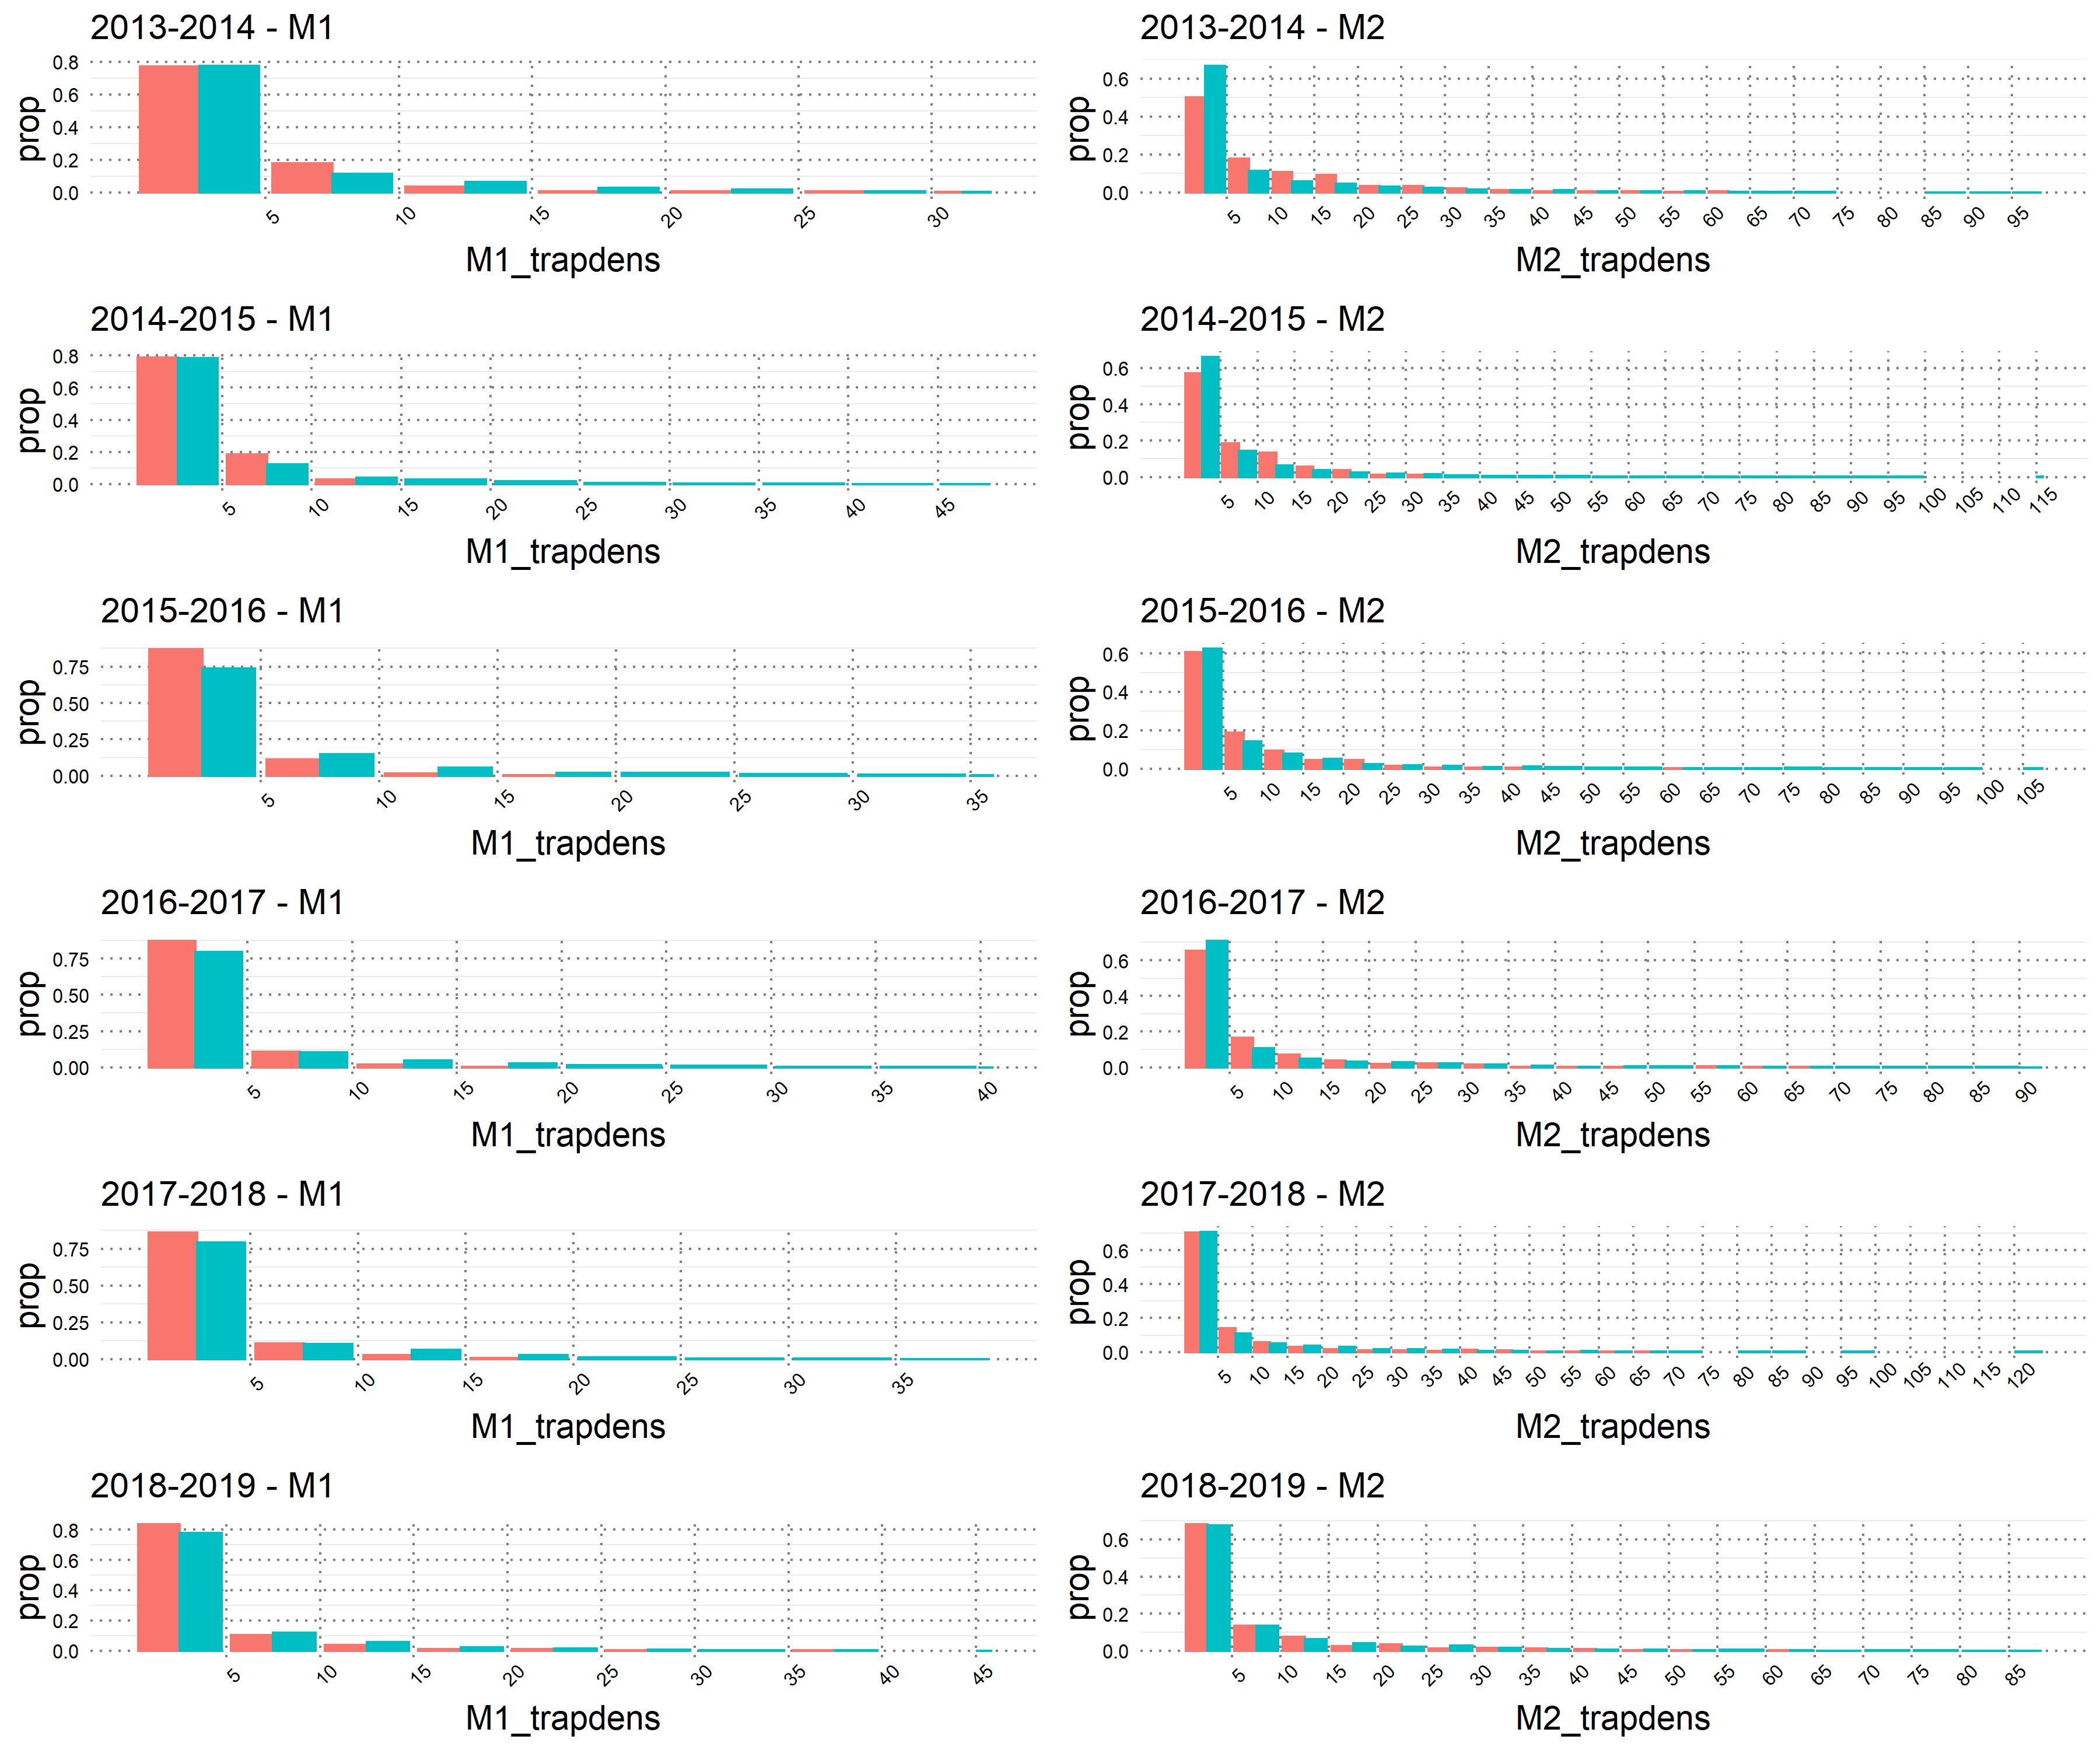 2013-2014 - M1
0.8
0.6
0.4
0.2
0.0
prop
5 10 15 20 25 30
M1_trapdens
2013-2014 - M2
0.6
0.4
0.2
0.0
prop
5 10 15 20 25 30 35 40 45 50 55 60 65 70 75 80 85 90 95
M2_trapdens
2014-2015 - M1
0.8
0.6
0.4
0.2
0.0
prop
5 10 15 20 25 30 35 40 45
M1_trapdens
2014-2015 - M2
0.6
0.4
0.2
0.0
prop
5 10 15 20 25 30 35 40 45 50 55 60 65 70 75 80 85 90 95 100 105 110 115
M2_trapdens
2015-2016 - M1
0.75
0.50
0.25
0.00
prop
5 10 15 20 25 30 35
M1_trapdens
2015-2016 - M2
0.6
0.4
0.2
0.0
prop
5 10 15 20 25 30 35 40 45 50 55 60 65 70 75 80 85 90 95 100 105
M2_trapdens
2016-2017 - M1
0.75
0.50
0.25
0.00
prop
5 10 15 20 25 30 35 40
M1_trapdens
2016-2017 - M2
0.6
0.4
0.2
0.0
prop
5 10 15 20 25 30 35 40 45 50 55 60 65 70 75 80 85 90
M2_trapdens
2017-2018 - M1
0.75
0.50
0.25
0.00
prop
5 10 15 20 25 30 35
M1_trapdens
2017-2018 - M2
0.6
0.4
0.2
0.0
prop
5 10 15 20 25 30 35 40 45 50 55 60 65 70 75 80 85 90 95 100 105 110 115 120
M2_trapdens
2018-2019 - M1
0.8
0.6
0.4
0.2
0.0
prop
5 10 15 20 25 30 35 40 45
M1_trapdens
2018-2019 - M2
0.6
0.4
0.2
0.0
prop
5 10 15 20 25 30 35 40 45 50 55 60 65 70 75 80 85
M2_trapdens